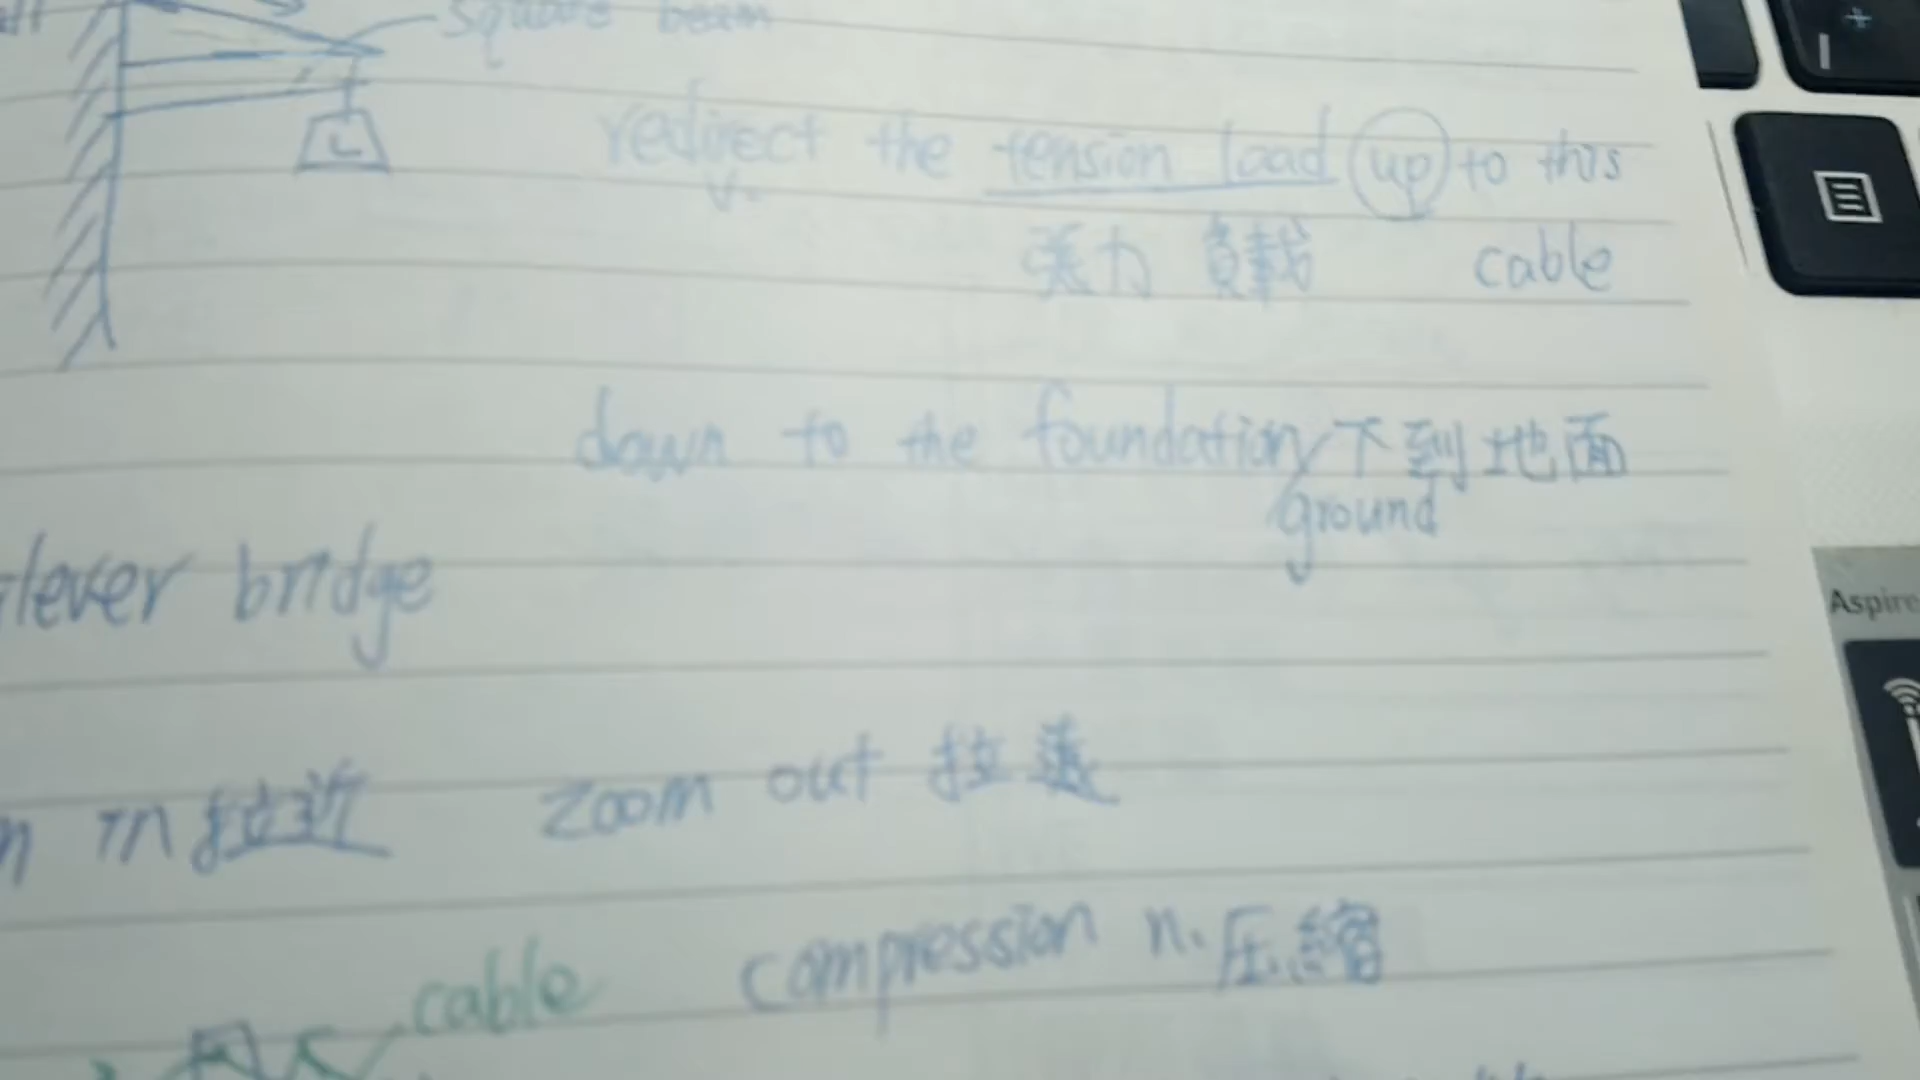 square beam
L
redirect the tension load up to this
v.
張力 負載 cable
down to the foundation 下到地面
ground
lever bridge
in 拉近 zoom out 拉遠
compression n. 压縮
cable
Aspire